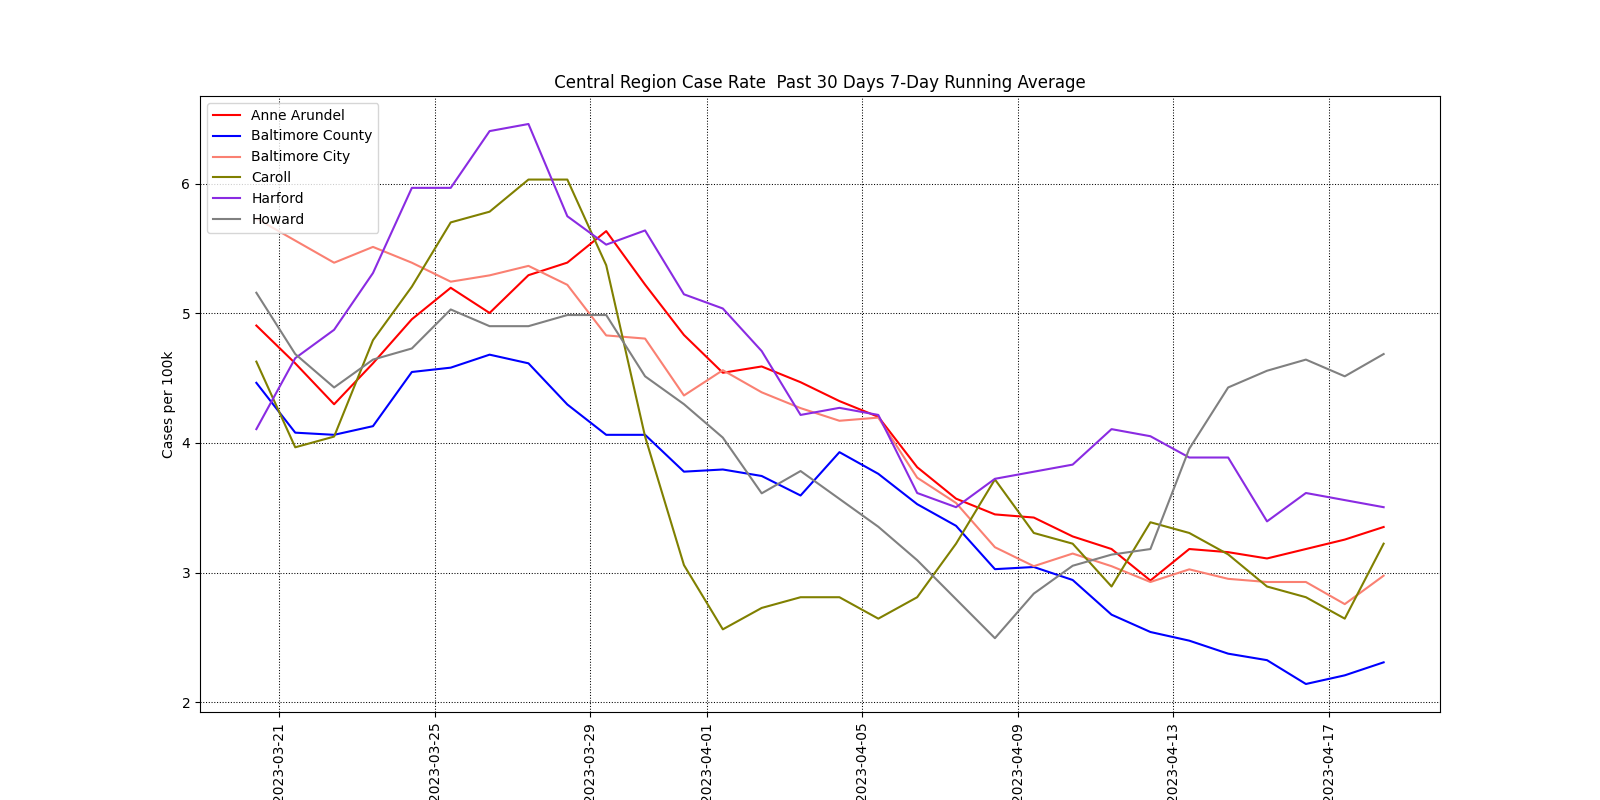 Central Region Case Rate  Past 30 Days 7-Day Running Average
Anne Arundel
Baltimore County
Baltimore City
Caroll
Harford
Howard
Cases per 100k
6
5
4
3
2
2023-03-21
2023-03-25
2023-03-29
2023-04-01
2023-04-05
2023-04-09
2023-04-13
2023-04-17